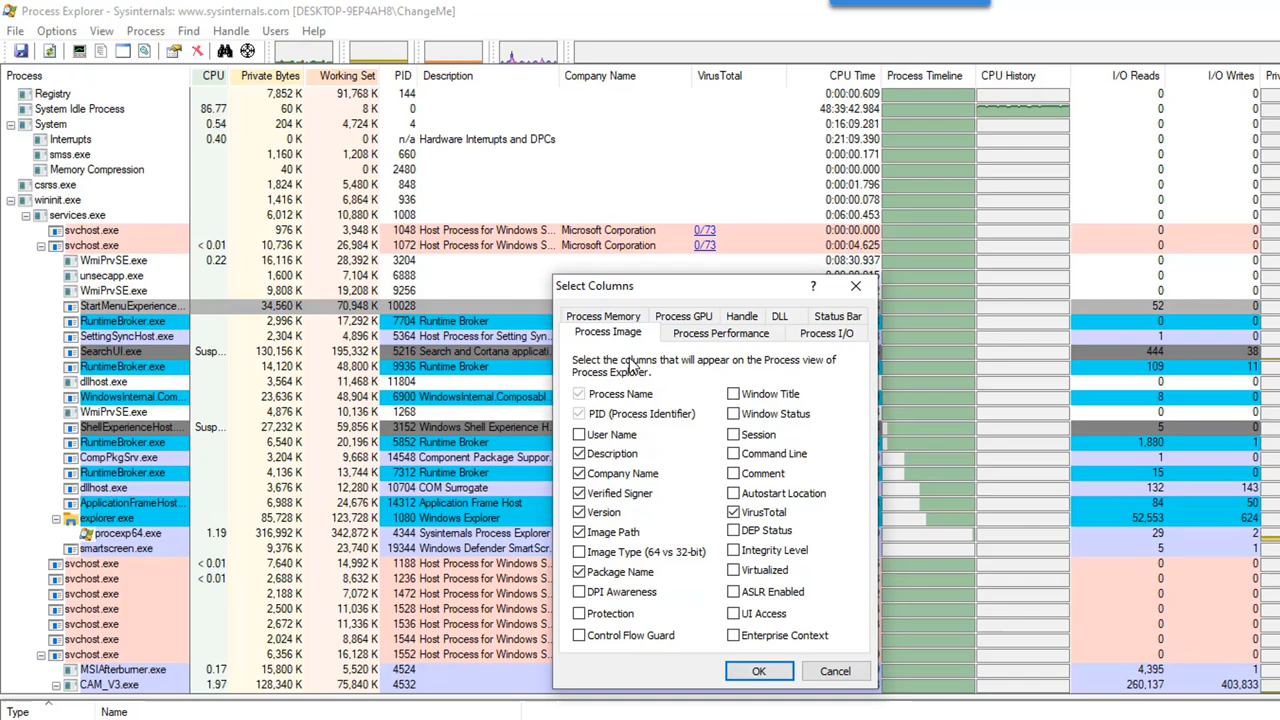 Process Explorer - Sysinternals: www.sysinternals.com [DESKTOP-9EP4AH8\ChangeMe]
File Options View Process Find Handle Users Help
Process CPU Private Bytes Working Set PID Description Company Name VirusTotal CPU Time Process Timeline CPU History I/O Reads I/O Writes
Registry 7,852 K 91,768 K 144 0:00:00.609 0 0
System Idle Process 86.77 60 K 8 K 0 48:39:42.984 0 0
System 0.54 204 K 4,724 K 4 0:16:09.281 0 0
Interrupts 0.40 0 K 0 K n/a Hardware Interrupts and DPCs 0:21:09.390 0 0
smss.exe 1,160 K 1,208 K 660 0:00:00.171 0 0
Memory Compression 40 K 0 K 2480 0:00:00.000 0 0
csrss.exe 1,824 K 5,480 K 848 0:00:01.796 0 0
wininit.exe 1,416 K 6,864 K 936 0:00:00.078 0 0
services.exe 6,012 K 10,880 K 1008 0:06:00.453 0 0
svchost.exe 976 K 3,948 K 1048 Host Process for Windows S... Microsoft Corporation 0/73 0:00:00.000 0 0
svchost.exe < 0.01 10,736 K 26,984 K 1072 Host Process for Windows S... Microsoft Corporation 0/73 0:00:04.625 0 0
WmiPrvSE.exe 0.22 16,116 K 28,392 K 3204 0:08:30.937 0 0
unsecapp.exe 1,600 K 7,104 K 6888 0 0
WmiPrvSE.exe 9,808 K 17,292 K 9256 0 0
StartMenuExperience... 34,560 K 70,948 K 10028 52 0
RuntimeBroker.exe 2,996 K 17,292 K 7704 Runtime Broker 0 0
SettingSyncHost.exe 2,304 K 4,896 K 5364 Host Process for Setting Syn... 1 0
SearchUI.exe Susp... 130,156 K 195,332 K 5216 Search and Cortana applicati... 444 38
RuntimeBroker.exe 14,120 K 48,800 K 9936 Runtime Broker 109 11
dllhost.exe 3,564 K 11,468 K 11804 0 0
WindowsInternal.Com... 23,636 K 48,904 K 6900 WindowsInternal.Composabl... 0 0
WmiPrvSE.exe 4,876 K 10,136 K 1268 0 0
ShellExperienceHost.... Susp... 27,232 K 59,856 K 3152 Windows Shell Experience H... 5 0
RuntimeBroker.exe 6,540 K 20,196 K 5852 Runtime Broker 1,880 1
CompPkgSrv.exe 3,204 K 9,668 K 14548 Component Package Suppor... 0 0
RuntimeBroker.exe 4,136 K 13,744 K 7312 Runtime Broker 15 0
dllhost.exe 3,676 K 12,280 K 10704 COM Surrogate 132 143
ApplicationFrameHost... 6,988 K 24,676 K 14312 Application Frame Host 84 50
explorer.exe 85,728 K 123,728 K 1080 Windows Explorer 52,553 624
procexp64.exe 1.19 316,992 K 342,872 K 4344 Sysinternals Process Explorer 29 2
smartscreen.exe 9,376 K 23,740 K 19344 Windows Defender SmartScr... 5 1
svchost.exe < 0.01 7,640 K 14,992 K 1188 Host Process for Windows S... 0 0
svchost.exe < 0.01 2,688 K 8,632 K 1236 Host Process for Windows S... 0 0
svchost.exe 2,188 K 7,072 K 1472 Host Process for Windows S... 0 0
svchost.exe 2,500 K 11,036 K 1528 Host Process for Windows S... 0 0
svchost.exe 2,672 K 11,936 K 1536 Host Process for Windows S... 0 0
svchost.exe 2,024 K 8,864 K 1544 Host Process for Windows S... 0 0
svchost.exe 6,356 K 12,164 K 1552 Host Process for Windows S... 0 0
MSIAfterburner.exe 0.17 15,800 K 5,520 K 4524 4,395 1
CAM_V3.exe 1.97 128,340 K 75,840 K 4532 260,137 403,833
Type Name
Select Columns ?
Process Memory Process GPU Handle DLL Status Bar
Process Image Process Performance Process I/O
Select the columns that will appear on the Process view of
Process Explorer.
Process Name Window Title
PID (Process Identifier) Window Status
User Name Session
Description Command Line
Company Name Comment
Verified Signer Autostart Location
Version VirusTotal
Image Path DEP Status
Image Type (64 vs 32-bit) Integrity Level
Package Name Virtualized
DPI Awareness ASLR Enabled
Protection UI Access
Control Flow Guard Enterprise Context
OK Cancel